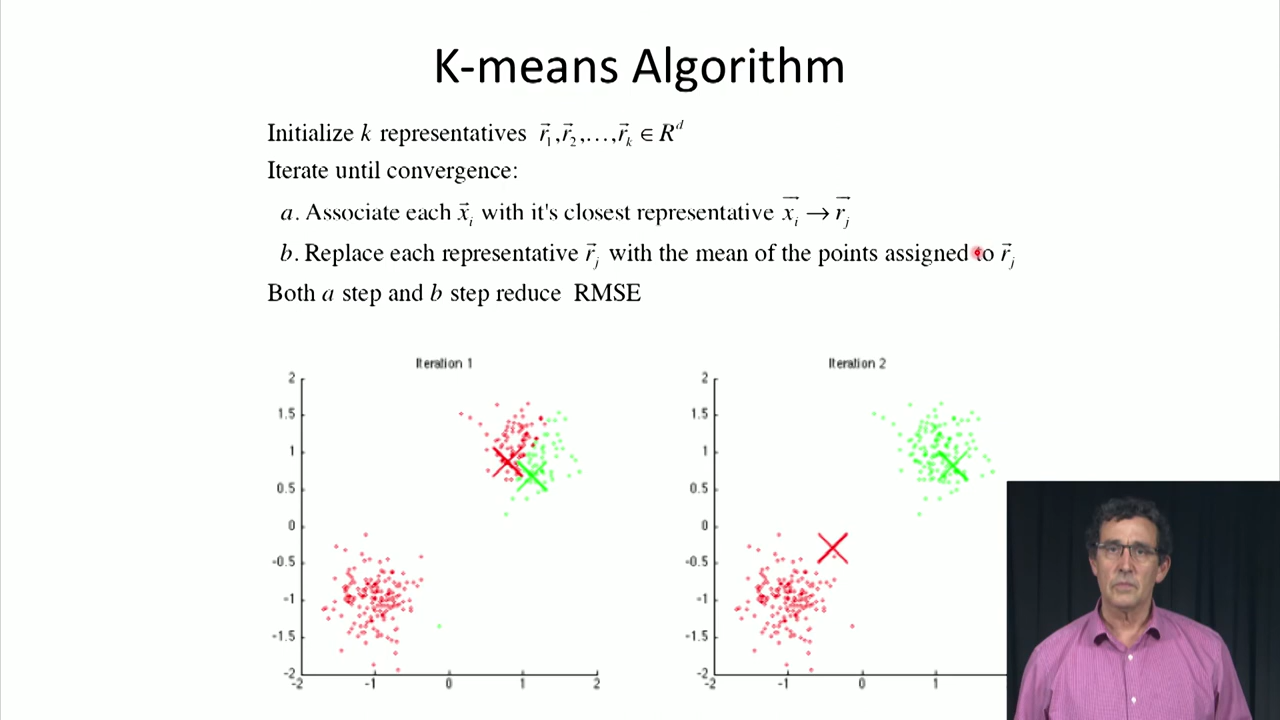 K-means Algorithm
Initialize k representatives r⃗₁,r⃗₂,…,r⃗ₖ ∈ Rᵈ
Iterate until convergence:
a. Associate each x⃗ᵢ with it's closest representative x⃗ᵢ → r⃗ⱼ
b. Replace each representative r⃗ⱼ with the mean of the points assigned to r⃗ⱼ
Both a step and b step reduce RMSE
Iteration 1
2
1.5
1
0.5
0
-0.5
-1
-1.5
-2
-2 -1 0 1 2
Iteration 2
2
1.5
1
0.5
0
-0.5
-1
-1.5
-2
-2 -1 0 1